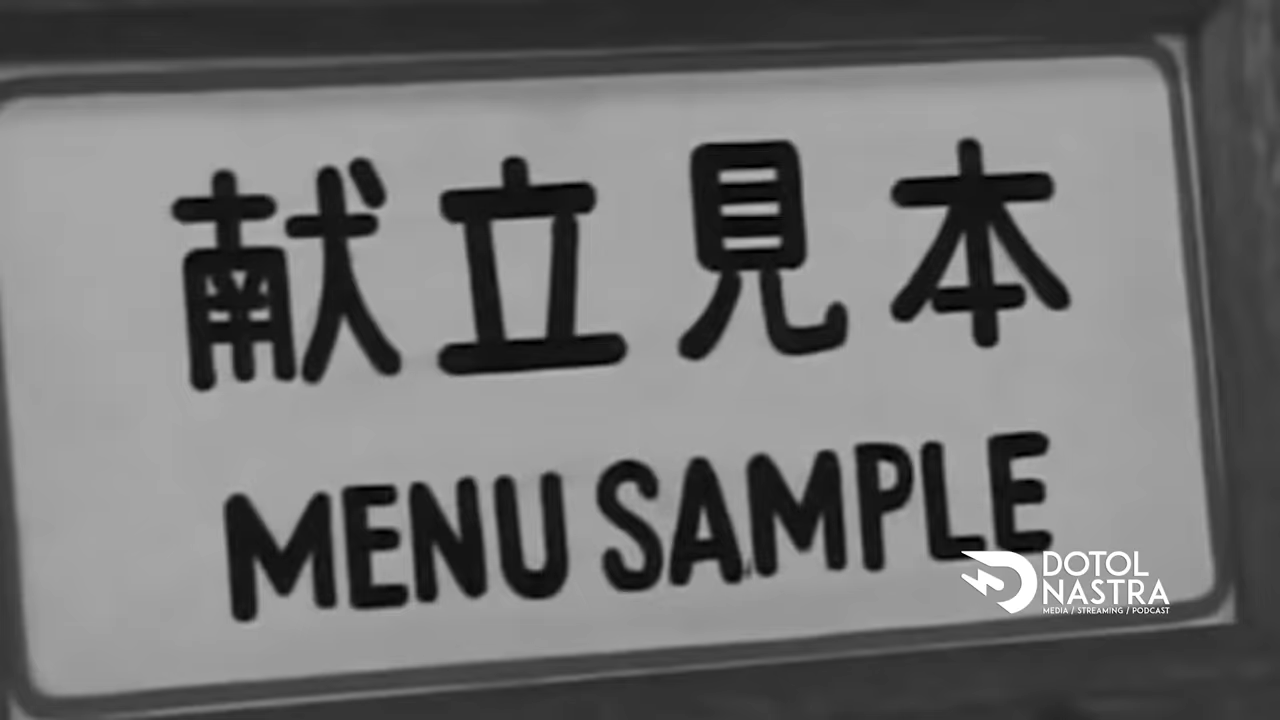 献立見本
MENU SAMPLE
DOTOL
NASTRA
MEDIA / STREAMING / PODCAST